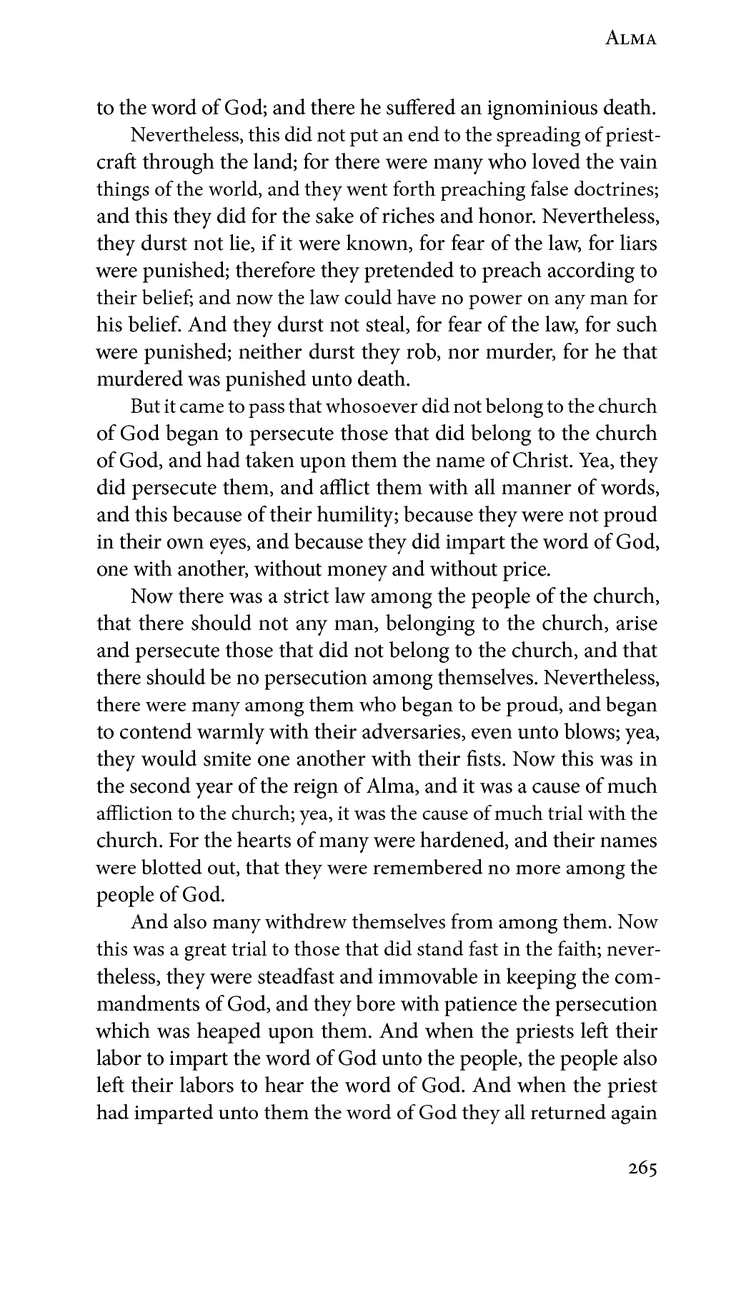 Alma
to the word of God; and there he suffered an ignominious death.
Nevertheless, this did not put an end to the spreading of priest-
craft through the land; for there were many who loved the vain
things of the world, and they went forth preaching false doctrines;
and this they did for the sake of riches and honor. Nevertheless,
they durst not lie, if it were known, for fear of the law, for liars
were punished; therefore they pretended to preach according to
their belief; and now the law could have no power on any man for
his belief. And they durst not steal, for fear of the law, for such
were punished; neither durst they rob, nor murder, for he that
murdered was punished unto death.
But it came to pass that whosoever did not belong to the church
of God began to persecute those that did belong to the church
of God, and had taken upon them the name of Christ. Yea, they
did persecute them, and afflict them with all manner of words,
and this because of their humility; because they were not proud
in their own eyes, and because they did impart the word of God,
one with another, without money and without price.
Now there was a strict law among the people of the church,
that there should not any man, belonging to the church, arise
and persecute those that did not belong to the church, and that
there should be no persecution among themselves. Nevertheless,
there were many among them who began to be proud, and began
to contend warmly with their adversaries, even unto blows; yea,
they would smite one another with their fists. Now this was in
the second year of the reign of Alma, and it was a cause of much
affliction to the church; yea, it was the cause of much trial with the
church. For the hearts of many were hardened, and their names
were blotted out, that they were remembered no more among the
people of God.
And also many withdrew themselves from among them. Now
this was a great trial to those that did stand fast in the faith; never-
theless, they were steadfast and immovable in keeping the com-
mandments of God, and they bore with patience the persecution
which was heaped upon them. And when the priests left their
labor to impart the word of God unto the people, the people also
left their labors to hear the word of God. And when the priest
had imparted unto them the word of God they all returned again
265